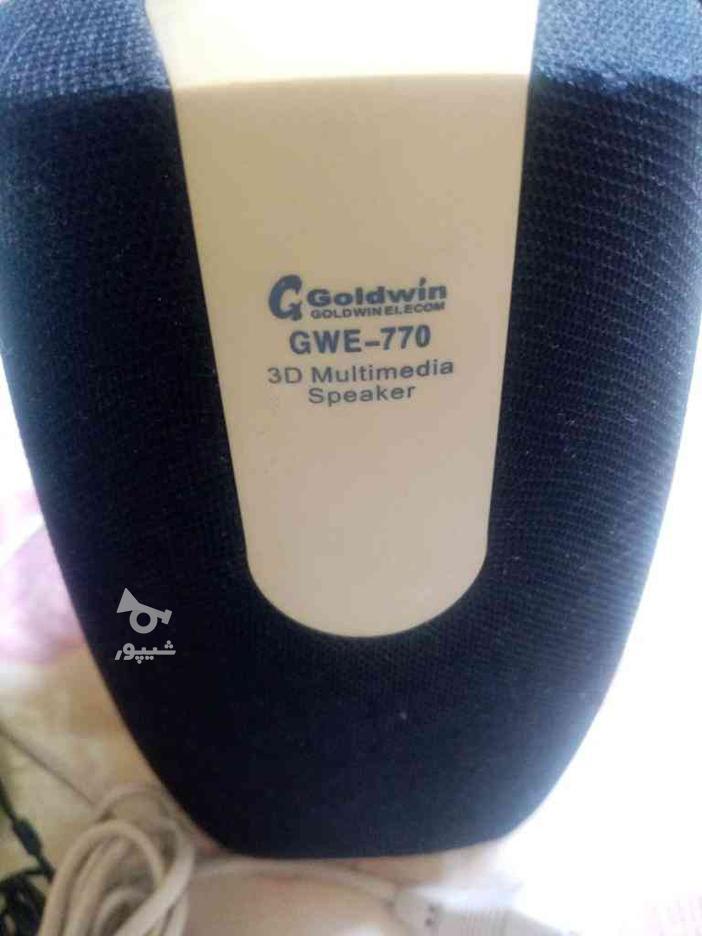 Goldwin
GOLDWIN ELECOM
GWE-770
3D Multimedia
Speaker
شیپور